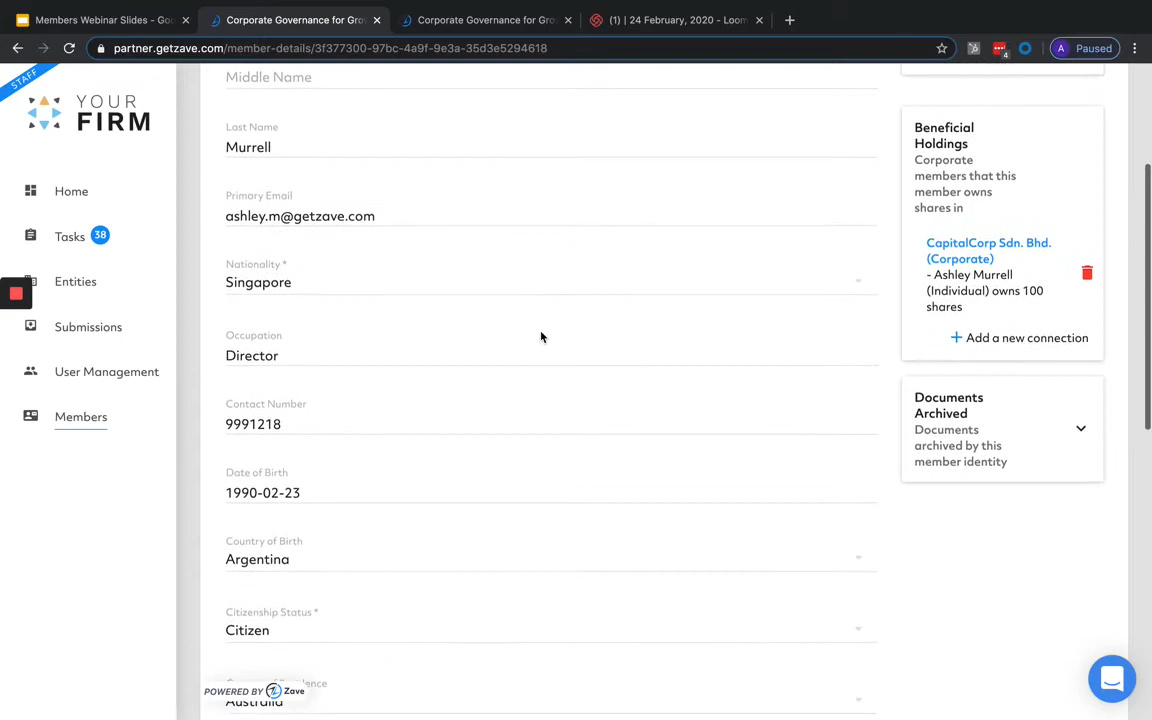 Members Webinar Slides - Goo
Corporate Governance for Grow
Corporate Governance for Grow
(1) | 24 February, 2020 - Loom
partner.getzave.com/member-details/3f377300-97bc-4a9f-9e3a-35d3e5294618
4
A Paused
STAFF
YOUR
FIRM
Home
Tasks 38
Entities
Submissions
User Management
Members
Middle Name
Last Name
Murrell
Primary Email
ashley.m@getzave.com
Nationality *
Singapore
Occupation
Director
Contact Number
9991218
Date of Birth
1990-02-23
Country of Birth
Argentina
Citizenship Status *
Citizen
Australia
POWERED BY Zave
Beneficial
Holdings
Corporate
members that this
member owns
shares in
CapitalCorp Sdn. Bhd.
(Corporate)
- Ashley Murrell
(Individual) owns 100
shares
+ Add a new connection
Documents
Archived
Documents
archived by this
member identity